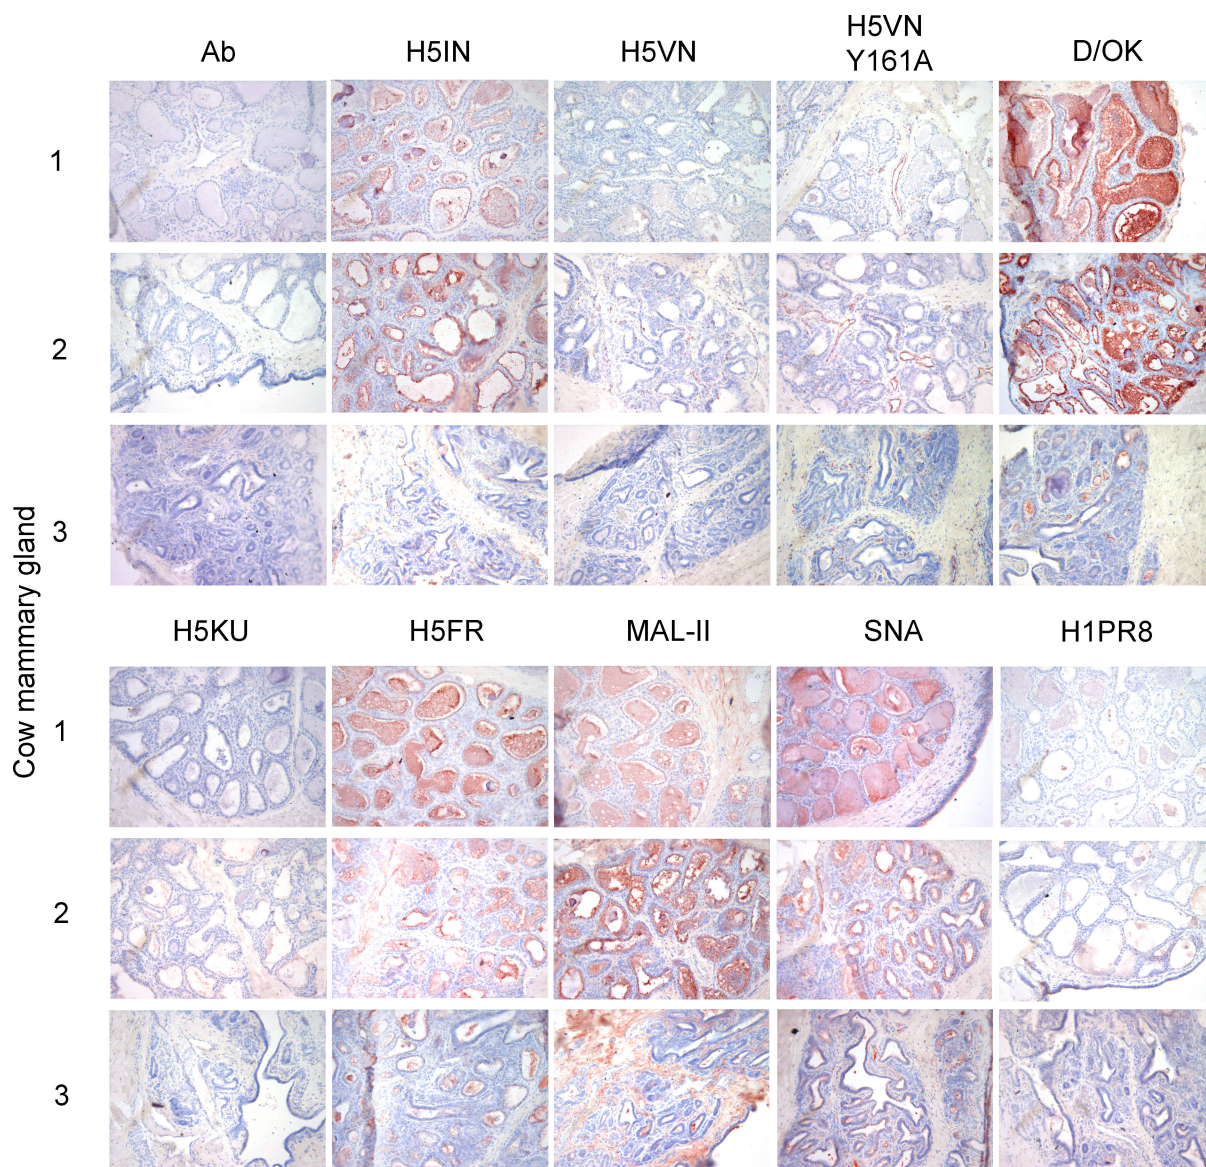 Ab H5IN H5VN H5VN Y161A D/OK
1
2
3
Cow mammary gland
H5KU H5FR MAL-II SNA H1PR8
1
2
3